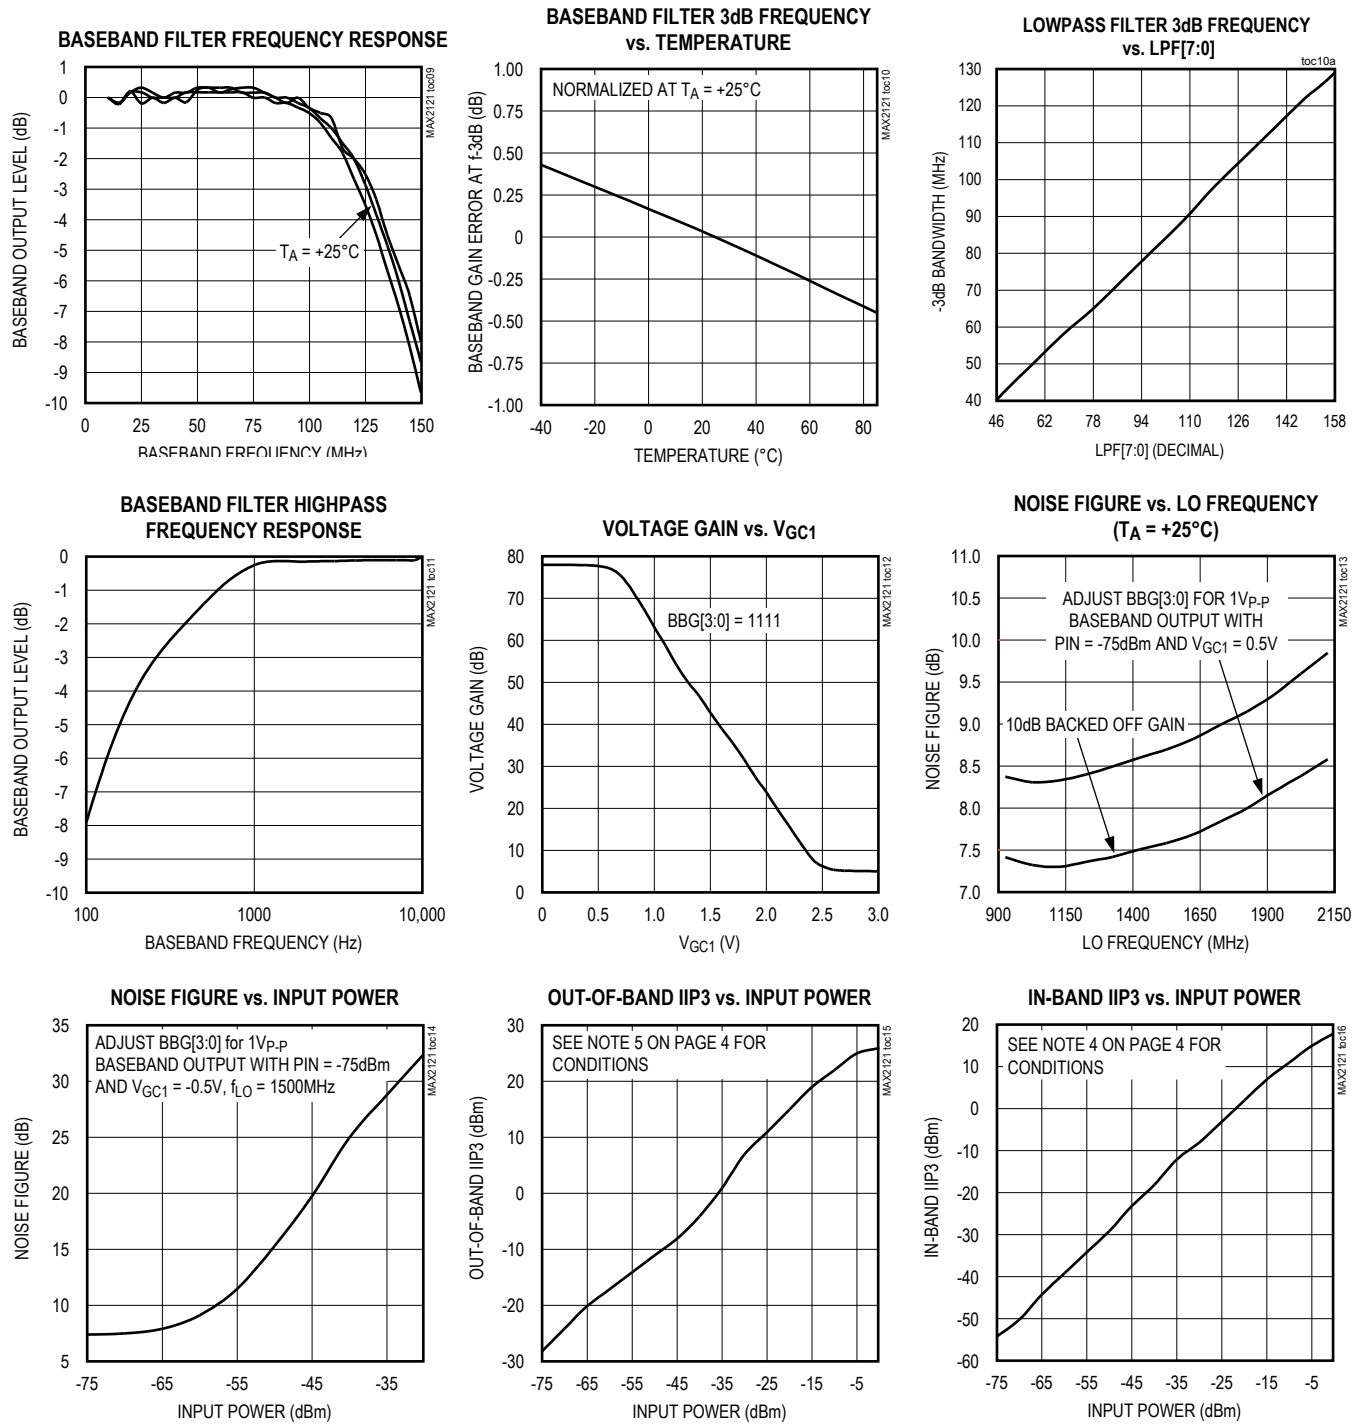 BASEBAND FILTER FREQUENCY RESPONSE
MAX2121 toc09
BASEBAND OUTPUT LEVEL (dB)
1
0
-1
-2
-3
-4
-5
-6
-7
-8
-9
-10
TA = +25°C
0 25 50 75 100 125 150
BASEBAND FREQUENCY (MHz)
BASEBAND FILTER 3dB FREQUENCY
vs. TEMPERATURE
MAX2121 toc10
NORMALIZED AT TA = +25°C
BASEBAND GAIN ERROR AT f-3dB (dB)
1.00
0.75
0.50
0.25
0
-0.25
-0.50
-0.75
-1.00
-40 -20 0 20 40 60 80
TEMPERATURE (°C)
LOWPASS FILTER 3dB FREQUENCY
vs. LPF[7:0]
toc10a
-3dB BANDWIDTH (MHz)
130
120
110
100
90
80
70
60
50
40
46 62 78 94 110 126 142 158
LPF[7:0] (DECIMAL)
BASEBAND FILTER HIGHPASS
FREQUENCY RESPONSE
MAX2121 toc11
BASEBAND OUTPUT LEVEL (dB)
0
-1
-2
-3
-4
-5
-6
-7
-8
-9
-10
100 1000 10,000
BASEBAND FREQUENCY (Hz)
VOLTAGE GAIN vs. VGC1
MAX2121 toc12
BBG[3:0] = 1111
VOLTAGE GAIN (dB)
80
70
60
50
40
30
20
10
0
0 0.5 1.0 1.5 2.0 2.5 3.0
VGC1 (V)
NOISE FIGURE vs. LO FREQUENCY
(TA = +25°C)
MAX2121 toc13
ADJUST BBG[3:0] FOR 1VP-P
BASEBAND OUTPUT WITH
PIN = -75dBm AND VGC1 = 0.5V
10dB BACKED OFF GAIN
NOISE FIGURE (dB)
11.0
10.5
10.0
9.5
9.0
8.5
8.0
7.5
7.0
900 1150 1400 1650 1900 2150
LO FREQUENCY (MHz)
NOISE FIGURE vs. INPUT POWER
MAX2121 toc14
ADJUST BBG[3:0] for 1VP-P
BASEBAND OUTPUT WITH PIN = -75dBm
AND VGC1 = -0.5V, fLO = 1500MHz
NOISE FIGURE (dB)
35
30
25
20
15
10
5
-75 -65 -55 -45 -35
INPUT POWER (dBm)
OUT-OF-BAND IIP3 vs. INPUT POWER
MAX2121 toc15
SEE NOTE 5 ON PAGE 4 FOR
CONDITIONS
OUT-OF-BAND IIP3 (dBm)
30
20
10
0
-10
-20
-30
-75 -65 -55 -45 -35 -25 -15 -5
INPUT POWER (dBm)
IN-BAND IIP3 vs. INPUT POWER
MAX2121 toc16
SEE NOTE 4 ON PAGE 4 FOR
CONDITIONS
IN-BAND IIP3 (dBm)
20
10
0
-10
-20
-30
-40
-50
-60
-75 -65 -55 -45 -35 -25 -15 -5
INPUT POWER (dBm)